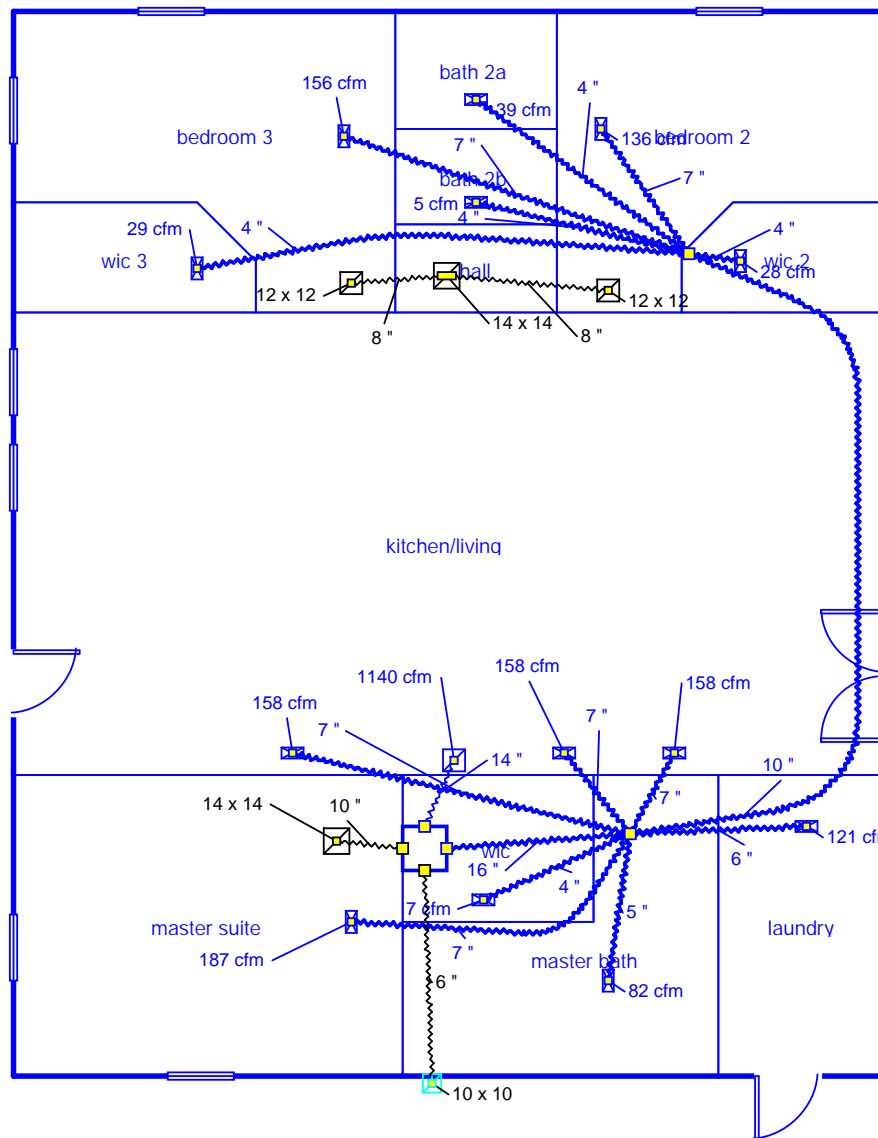 bath 2a
156 cfm
39 cfm
4 "
bedroom 3
7 "
136 cfm
bedroom 2
bath 2b
7 "
5 cfm
4 "
29 cfm
4 "
4 "
wic 3
hall
wic 2
28 cfm
12 x 12
14 x 14
12 x 12
8 "
8 "
kitchen/living
1140 cfm
158 cfm
158 cfm
158 cfm
7 "
7 "
14 "
10 "
14 x 14
10 "
7 "
121 cfm
wic
16 "
6 "
4 "
7 cfm
5 "
master suite
laundry
187 cfm
7 "
master bath
6 "
82 cfm
10 x 10